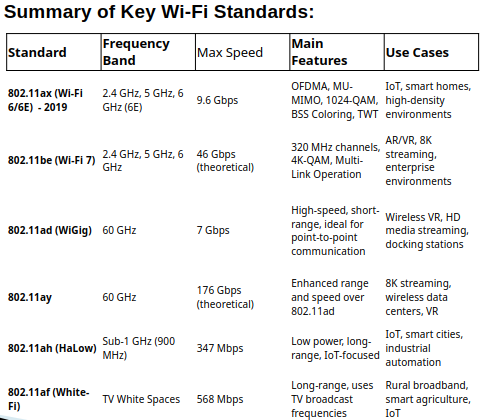 Summary of Key Wi-Fi Standards:
Standard
Frequency
Band
Max Speed
Main
Features
Use Cases
802.11ax (Wi-Fi
6/6E) - 2019
2.4 GHz, 5 GHz, 6
GHz (6E)
9.6 Gbps
OFDMA, MU-
MIMO, 1024-QAM,
BSS Coloring, TWT
IoT, smart homes,
high-density
environments
802.11be (Wi-Fi 7)
2.4 GHz, 5 GHz, 6
GHz
46 Gbps
(theoretical)
320 MHz channels,
4K-QAM, Multi-
Link Operation
AR/VR, 8K
streaming,
enterprise
environments
802.11ad (WiGig)
60 GHz
7 Gbps
High-speed, short-
range, ideal for
point-to-point
communication
Wireless VR, HD
media streaming,
docking stations
802.11ay
60 GHz
176 Gbps
(theoretical)
Enhanced range
and speed over
802.11ad
8K streaming,
wireless data
centers, VR
802.11ah (HaLow)
Sub-1 GHz (900
MHz)
347 Mbps
Low power, long-
range, IoT-focused
IoT, smart cities,
industrial
automation
802.11af (White-
Fi)
TV White Spaces
568 Mbps
Long-range, uses
TV broadcast
frequencies
Rural broadband,
smart agriculture,
IoT